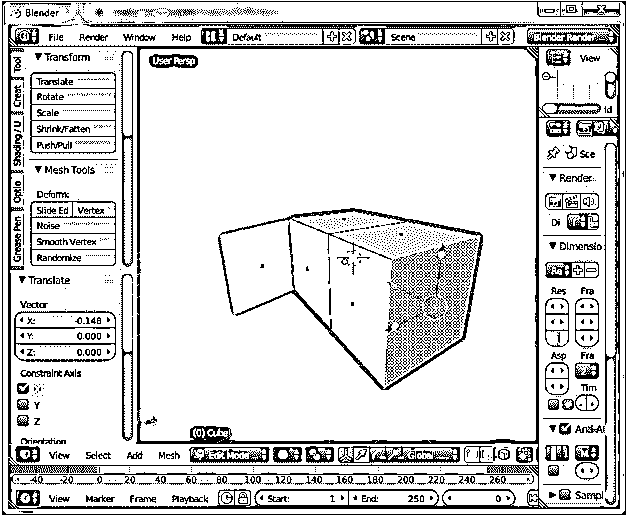 Blender
File Render Window Help Default Scene Blender Render
Transform
Translate
Rotate
Scale
Shrink/Fatten
Push/Pull
Mesh Tools
Deform:
Slide Ed Vertex
Noise
Smooth Vertex
Randomize
Tool
Creat
Shading / U
Optio
Grease Pen
Translate
Vector
X: -0.148
Y: 0.000
Z: 0.000
Constraint Axis
Y
Z
Orientation
User Persp
(0) Cube
View
Sce
Render
Di
Dimensio
Res Fra
Asp Fra
Tim
Anti-Al
Sampl
View Select Add Mesh Edit Mode
-40 -20 0 20 40 60 80 100 120 140 160 180 200 220 240 260
View Marker Frame Playback Start: 1 End: 250 0